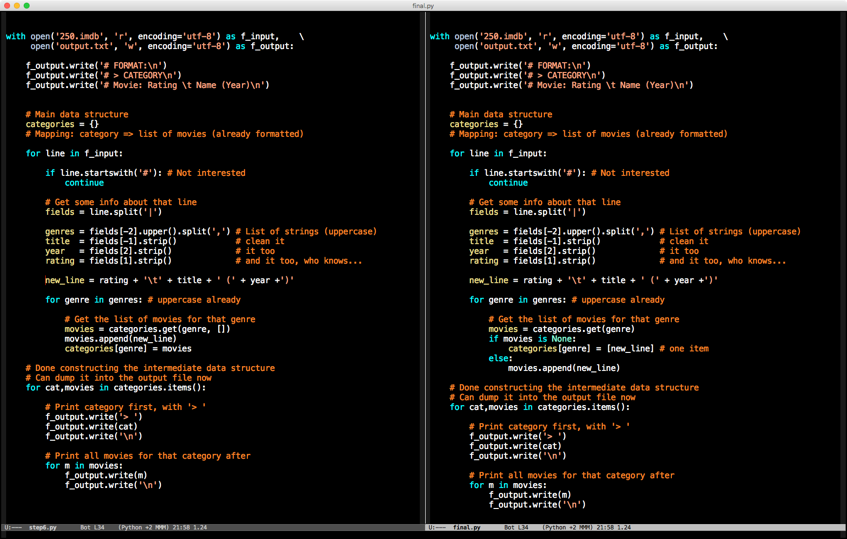 final.py
with open('250.imdb', 'r', encoding='utf-8') as f_input,    \
     open('output.txt', 'w', encoding='utf-8') as f_output:
    f_output.write('# FORMAT:\n')
    f_output.write('# > CATEGORY\n')
    f_output.write('# Movie: Rating \t Name (Year)\n')
    # Main data structure
    categories = {}
    # Mapping: category => list of movies (already formatted)
    for line in f_input:
        if line.startswith('#'): # Not interested
            continue
        # Get some info about that line
        fields = line.split('|')
        genres = fields[-2].upper().split(',') # List of strings (uppercase)
        title  = fields[-1].strip()            # clean it
        year   = fields[2].strip()             # it too
        rating = fields[1].strip()             # and it too, who knows...
        new_line = rating + '\t' + title + ' (' + year +')'
        for genre in genres: # uppercase already
            # Get the list of movies for that genre
            movies = categories.get(genre, [])
            movies.append(new_line)
            categories[genre] = movies
    # Done constructing the intermediate data structure
    # Can dump it into the output file now
    for cat,movies in categories.items():
        # Print category first, with '> '
        f_output.write('> ')
        f_output.write(cat)
        f_output.write('\n')
        # Print all movies for that category after
        for m in movies:
            f_output.write(m)
            f_output.write('\n')
U:---  step6.py       Bot L34    (Python +2 MMM) 21:58 1.24
with open('250.imdb', 'r', encoding='utf-8') as f_input,    \
     open('output.txt', 'w', encoding='utf-8') as f_output:
    f_output.write('# FORMAT:\n')
    f_output.write('# > CATEGORY\n')
    f_output.write('# Movie: Rating \t Name (Year)\n')
    # Main data structure
    categories = {}
    # Mapping: category => list of movies (already formatted)
    for line in f_input:
        if line.startswith('#'): # Not interested
            continue
        # Get some info about that line
        fields = line.split('|')
        genres = fields[-2].upper().split(',') # List of strings (uppercase)
        title  = fields[-1].strip()            # clean it
        year   = fields[2].strip()             # it too
        rating = fields[1].strip()             # and it too, who knows...
        new_line = rating + '\t' + title + ' (' + year +')'
        for genre in genres: # uppercase already
            # Get the list of movies for that genre
            movies = categories.get(genre)
            if movies is None:
                categories[genre] = [new_line] # one item
            else:
                movies.append(new_line)
    # Done constructing the intermediate data structure
    # Can dump it into the output file now
    for cat,movies in categories.items():
        # Print category first, with '> '
        f_output.write('> ')
        f_output.write(cat)
        f_output.write('\n')
        # Print all movies for that category after
        for m in movies:
            f_output.write(m)
            f_output.write('\n')
U:---  final.py       Bot L34    (Python +2 MMM) 21:58 1.24